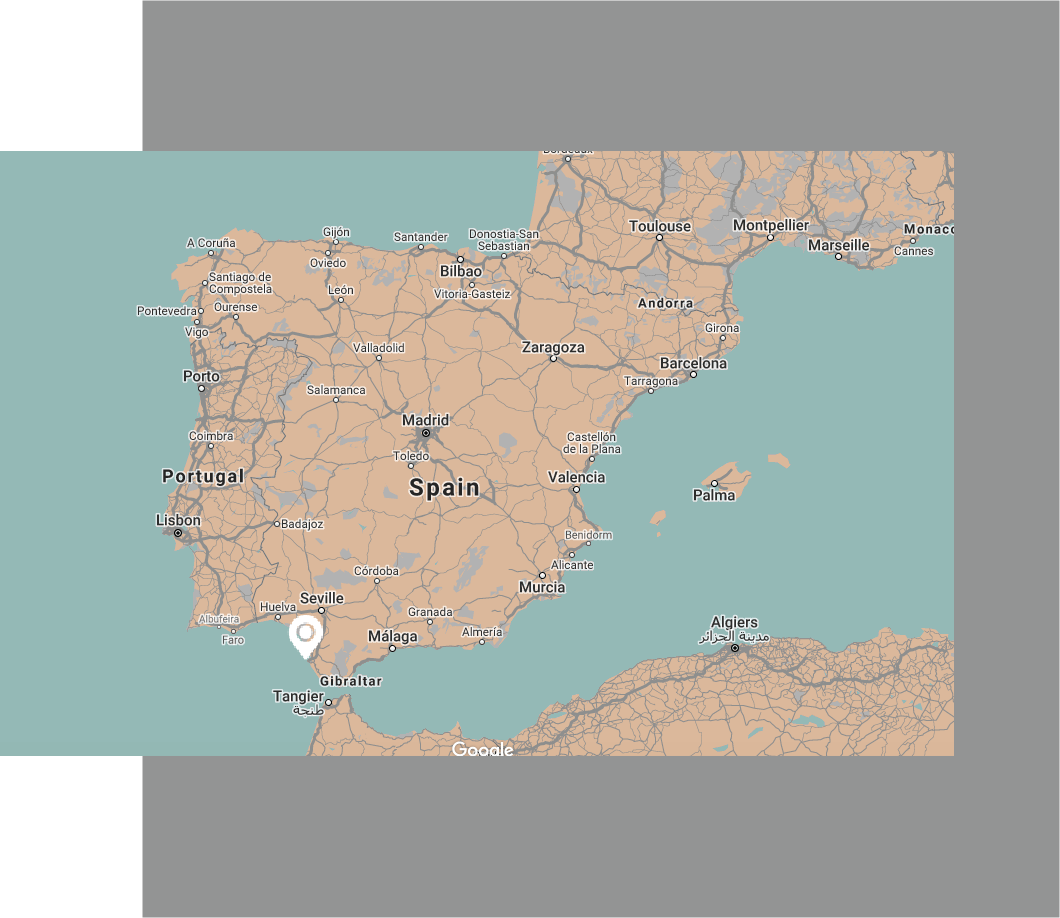 Bordeaux
Toulouse
Montpellier
Monaco
Marseille
Cannes
Gijón
Santander
Donostia-San
Sebastian
A Coruña
Oviedo
Bilbao
Santiago de
Compostela
León
Vitoria-Gasteiz
Andorra
Pontevedra
Ourense
Vigo
Girona
Valladolid
Zaragoza
Barcelona
Porto
Tarragona
Salamanca
Madrid
Coimbra
Castellón
de la Plana
Toledo
Portugal
Spain
Valencia
Palma
Lisbon
Badajoz
Benidorm
Alicante
Córdoba
Murcia
Huelva
Seville
Granada
Albufeira
Faro
Málaga
Almería
Algiers
مدينة الجزائر
Gibraltar
Tangier
طنجة
Google